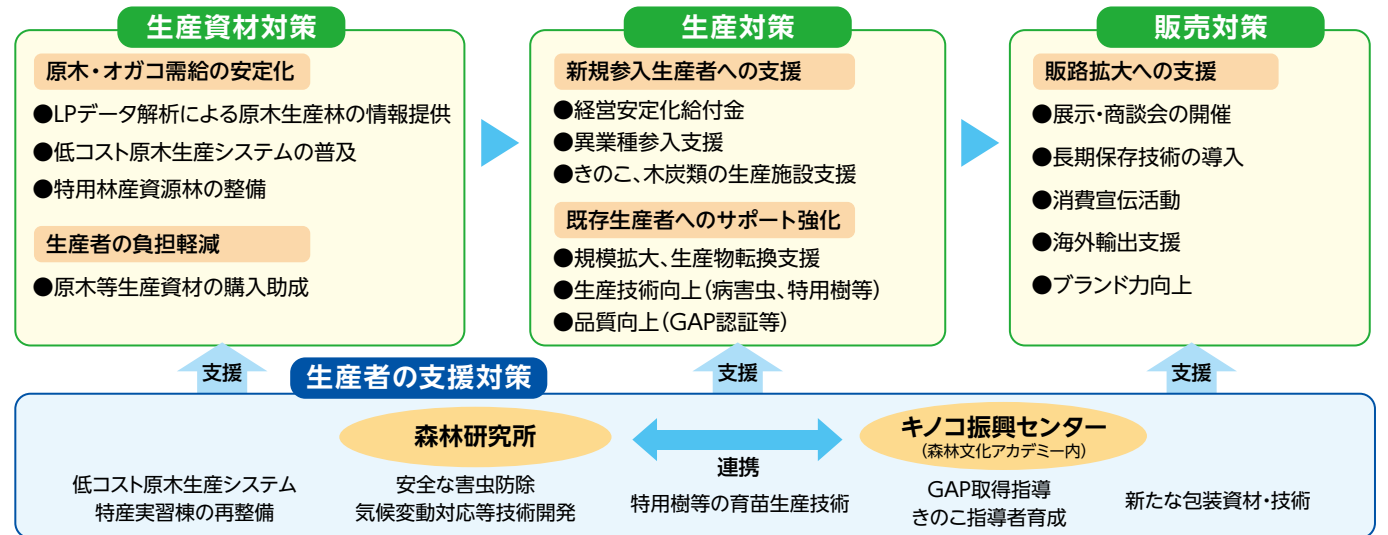 生産資材対策
原木・オガコ需給の安定化
●LPデータ解析による原木生産林の情報提供
●低コスト原木生産システムの普及
●特用林産資源林の整備
生産者の負担軽減
●原木等生産資材の購入助成
生産対策
新規参入生産者への支援
●経営安定化給付金
●異業種参入支援
●きのこ、木炭類の生産施設支援
既存生産者へのサポート強化
●規模拡大、生産物転換支援
●生産技術向上(病害虫、特用樹等)
●品質向上(GAP認証等)
販売対策
販路拡大への支援
●展示・商談会の開催
●長期保存技術の導入
●消費宣伝活動
●海外輸出支援
●ブランド力向上
支援
支援
支援
生産者の支援対策
森林研究所
連携
キノコ振興センター
(森林文化アカデミー内)
低コスト原木生産システム
特産実習棟の再整備
安全な害虫防除
気候変動対応等技術開発
特用樹等の育苗生産技術
GAP取得指導
きのこ指導者育成
新たな包装資材・技術